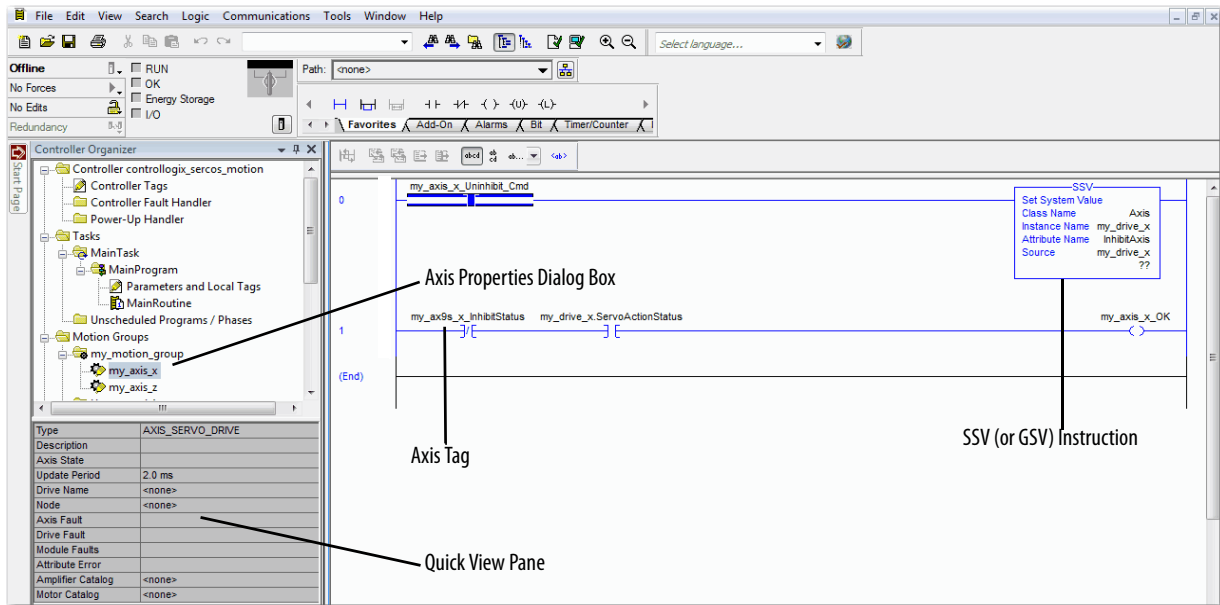 File Edit View Search Logic Communications Tools Window Help
Select language...
Offline
RUN
Path: <none>
No Forces
OK
Energy Storage
No Edits
I/O
Redundancy
Favorites Add-On Alarms Bit Timer/Counter
Start Page
Controller Organizer
Controller controllogix_sercos_motion
Controller Tags
Controller Fault Handler
Power-Up Handler
Tasks
MainTask
MainProgram
Parameters and Local Tags
MainRoutine
Unscheduled Programs / Phases
Motion Groups
my_motion_group
my_axis_x
my_axis_z
Type AXIS_SERVO_DRIVE
Description
Axis State
Update Period 2.0 ms
Drive Name <none>
Node <none>
Axis Fault
Drive Fault
Module Faults
Attribute Error
Amplifier Catalog <none>
Motor Catalog <none>
0
my_axis_x_Uninhibit_Cmd
SSV
Set System Value
Class Name Axis
Instance Name my_drive_x
Attribute Name InhibitAxis
Source my_drive_x
??
1
my_ax9s_x_InhibitStatus my_drive_x.ServoActionStatus my_axis_x_OK
(End)
Axis Properties Dialog Box
Axis Tag
SSV (or GSV) Instruction
Quick View Pane